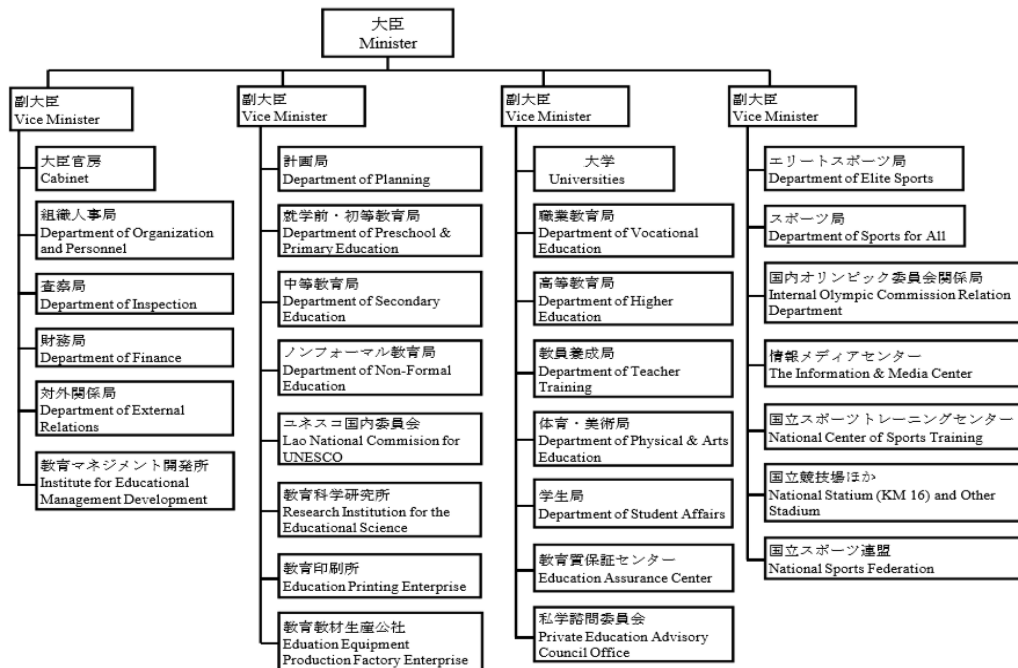 大臣
Minister
副大臣
Vice Minister
大臣官房
Cabinet
組織人事局
Department of Organization
and Personnel
査察局
Department of Inspection
財務局
Department of Finance
対外関係局
Department of External
Relations
教育マネジメント開発所
Institute for Educational
Management Development
副大臣
Vice Minister
計画局
Department of Planning
就学前・初等教育局
Department of Preschool &
Primary Education
中等教育局
Department of Secondary
Education
ノンフォーマル教育局
Department of Non-Formal
Education
ユネスコ国内委員会
Lao National Commision for
UNESCO
教育科学研究所
Research Institution for the
Educational Science
教育印刷所
Education Printing Enterprise
教育教材生産公社
Eduation Equipment
Production Factory Enterprise
副大臣
Vice Minister
大学
Universities
職業教育局
Department of Vocational
Education
高等教育局
Department of Higher
Education
教員養成局
Department of Teacher
Training
体育・美術局
Department of Physical & Arts
Education
学生局
Department of Student Affairs
教育質保証センター
Education Assurance Center
私学諮問委員会
Private Education Advisory
Council Office
副大臣
Vice Minister
エリートスポーツ局
Department of Elite Sports
スポーツ局
Department of Sports for All
国内オリンピック委員会関係局
Internal Olympic Commission Relation
Department
情報メディアセンター
The Information & Media Center
国立スポーツトレーニングセンター
National Center of Sports Training
国立競技場ほか
National Statium (KM 16) and Other
Stadium
国立スポーツ連盟
National Sports Federation